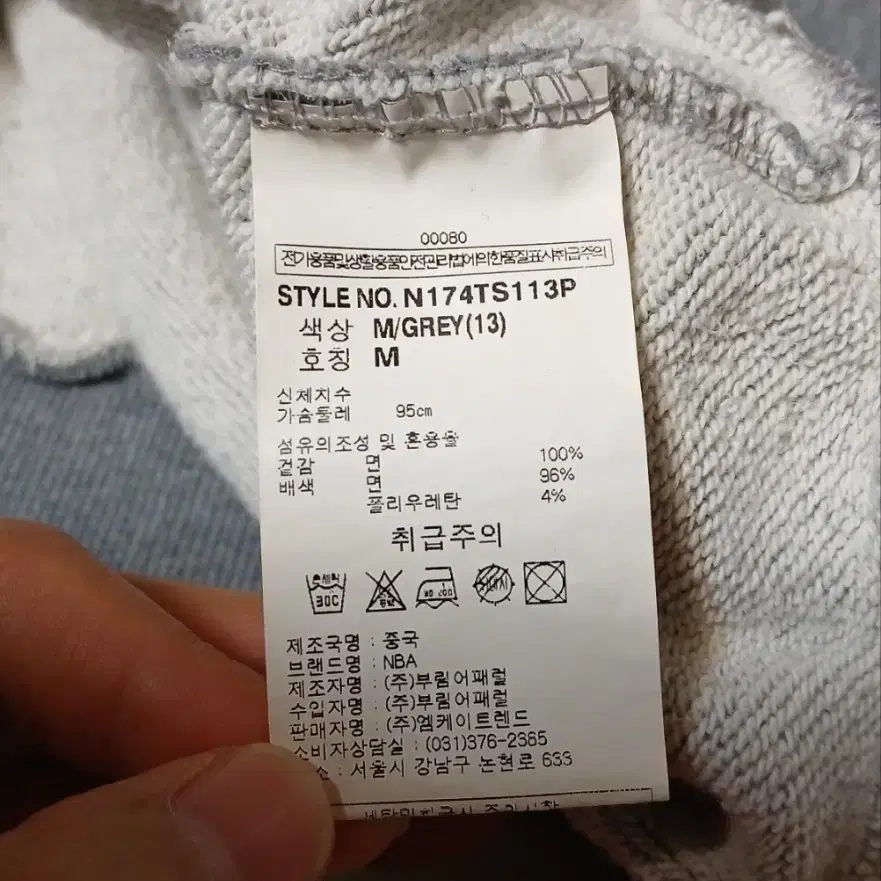 00080
전기용품및생활용품안전관리법에의한품질표시취급주의
STYLE NO. N174TS113P
색상 M/GREY(13)
호칭 M
신체치수
가슴둘레 95cm
섬유의조성 및 혼용율
겉감 면 100%
배색 면 96%
폴리우레탄 4%
취급주의
손세탁
30C
제조국명 : 중국
브랜드명 : NBA
제조자명 : (주)부림어패럴
수입자명 : (주)부림어패럴
판매자명 : (주)엠케이트렌드
소비자상담실 : (031)376-2365
소 : 서울시 강남구 논현로 633